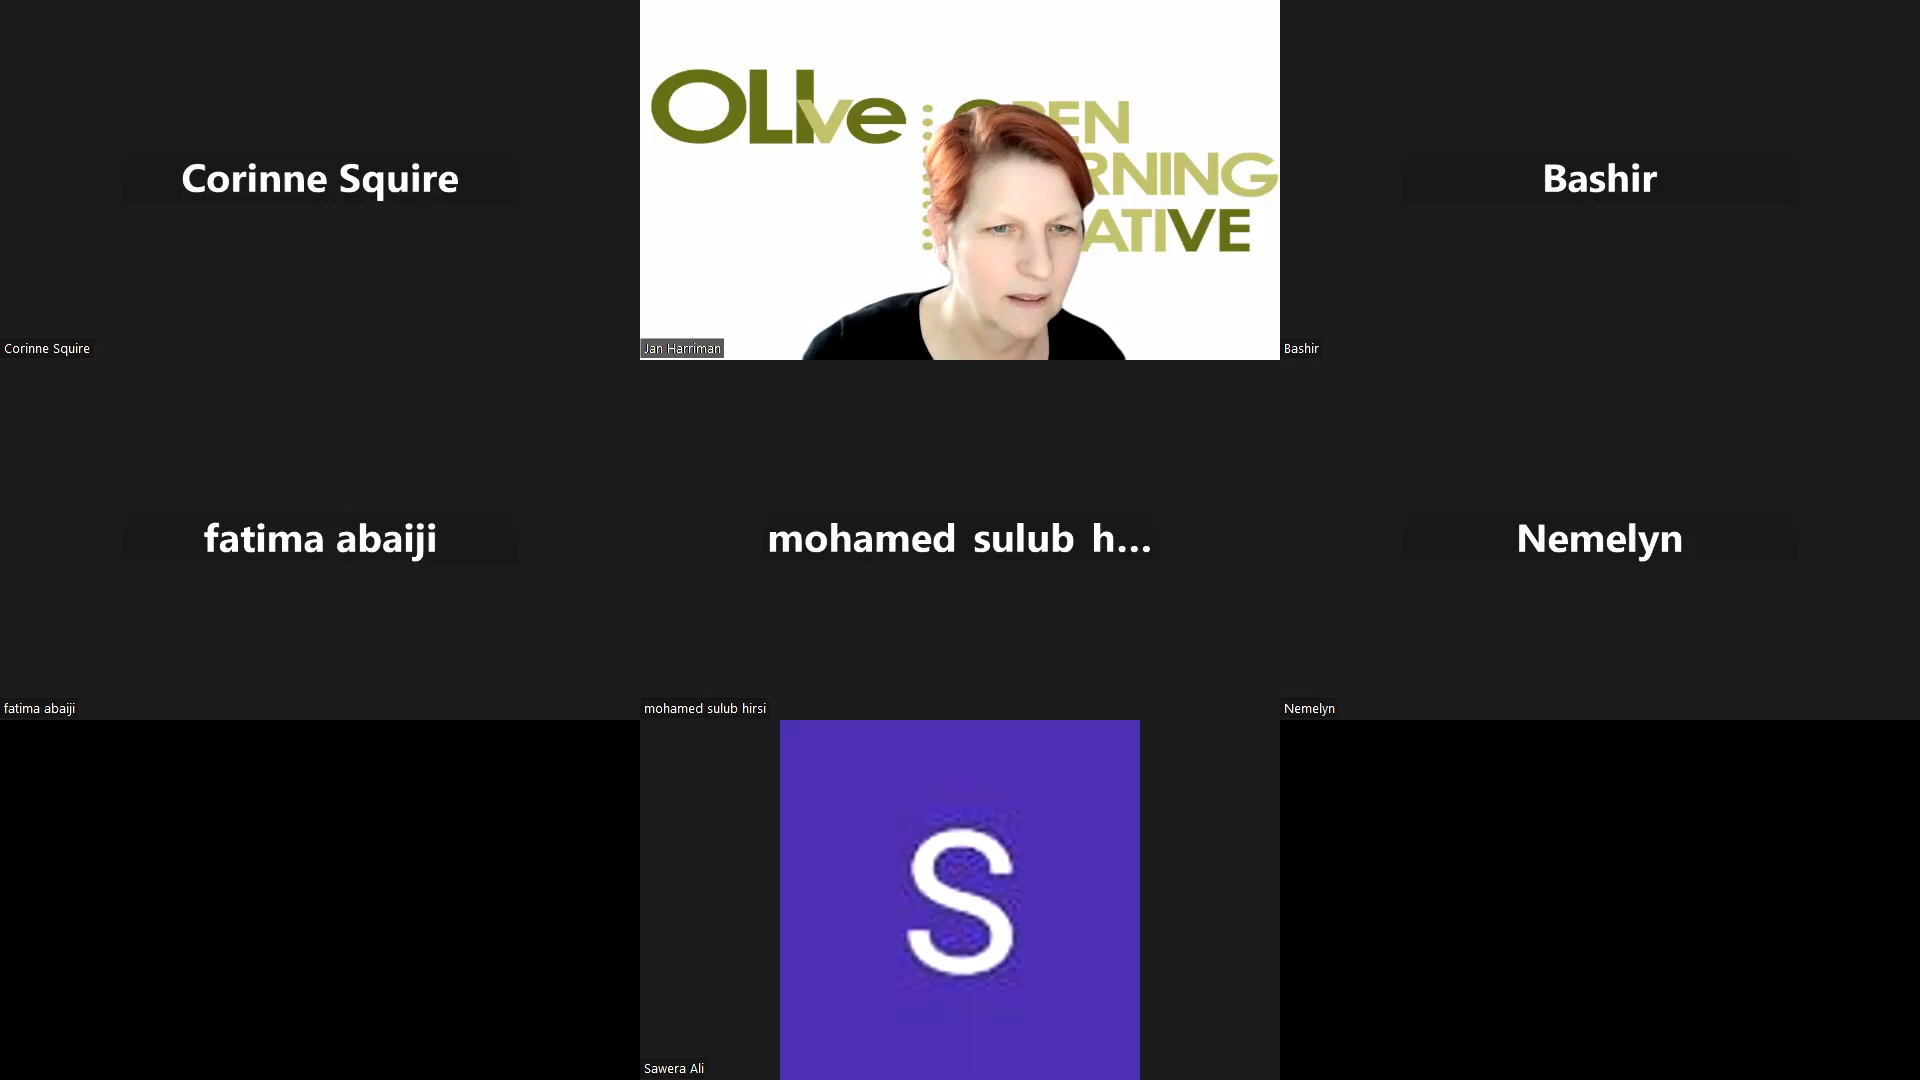 Corinne Squire
OLIve
OPEN
RNING
ATIVE
Jan Harriman
Bashir
Corinne Squire
Bashir
fatima abaiji
mohamed sulub h...
Nemelyn
fatima abaiji
mohamed sulub hirsi
Nemelyn
S
Sawera Ali